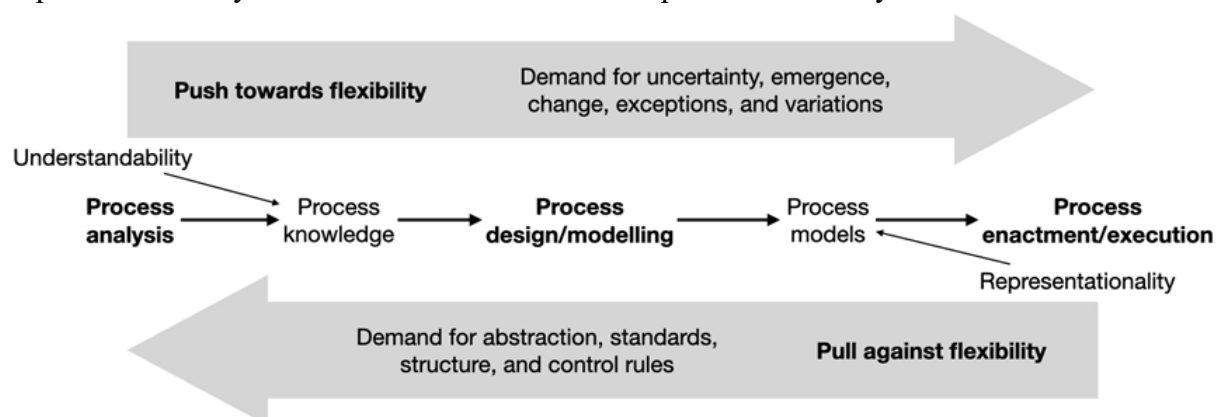 Push towards flexibility
Demand for uncertainty, emergence,
change, exceptions, and variations
Understandability
Process
analysis
Process
knowledge
Process
design/modelling
Process
models
Process
enactment/execution
Representationality
Demand for abstraction, standards,
structure, and control rules
Pull against flexibility